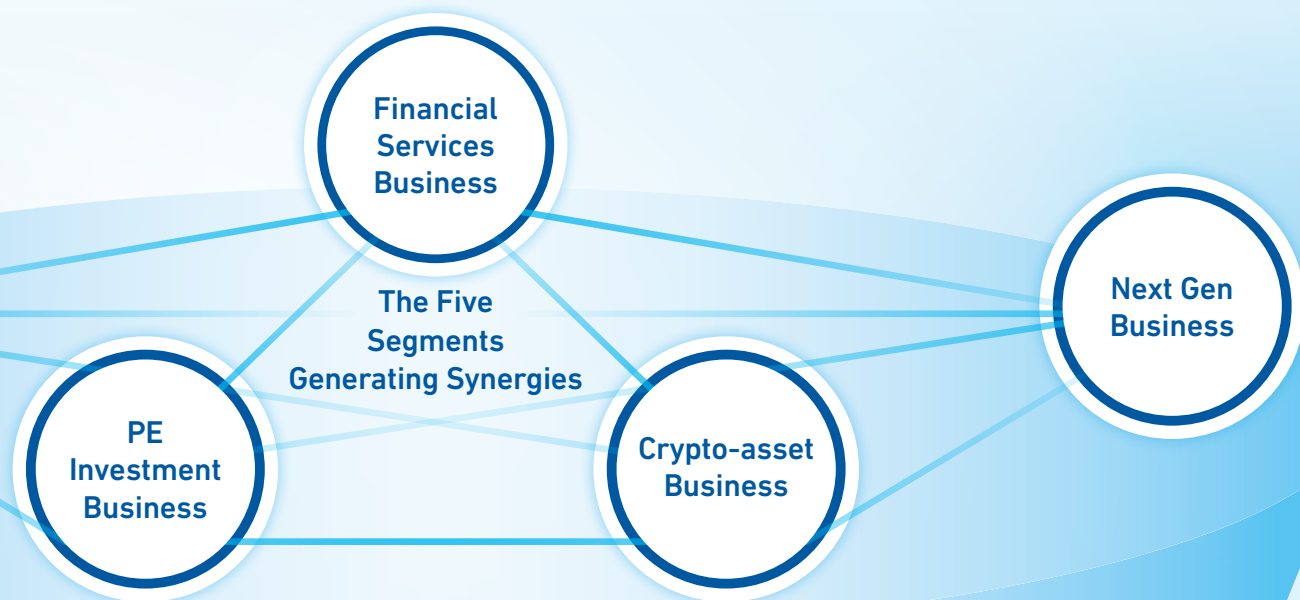 Financial
Services
Business
The Five
Segments
Generating Synergies
Next Gen
Business
PE
Investment
Business
Crypto-asset
Business